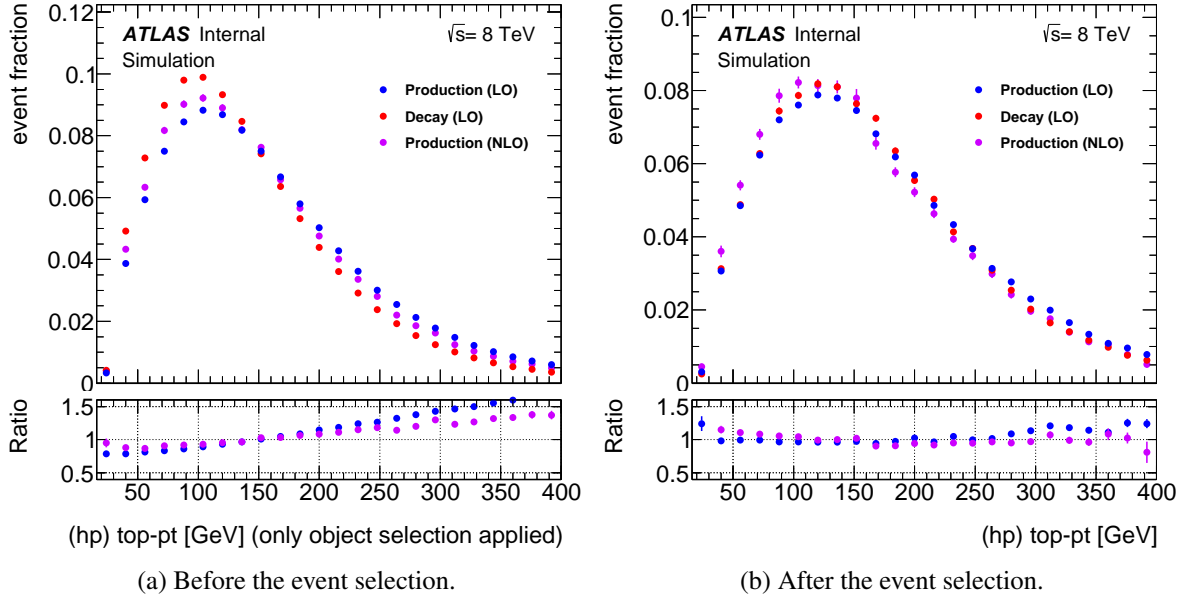 event fraction
0.12
0.1
0.08
0.06
0.04
0.02
0
ATLAS Internal
Simulation
√s= 8 TeV
Production (LO)
Decay (LO)
Production (NLO)
Ratio
1.5
1
0.5
50 100 150 200 250 300 350 400
(hp) top-pt [GeV] (only object selection applied)
(a) Before the event selection.
event fraction
0.1
0.08
0.06
0.04
0.02
0
ATLAS Internal
Simulation
√s= 8 TeV
Production (LO)
Decay (LO)
Production (NLO)
Ratio
1.5
1
0.5
50 100 150 200 250 300 350 400
(hp) top-pt [GeV]
(b) After the event selection.